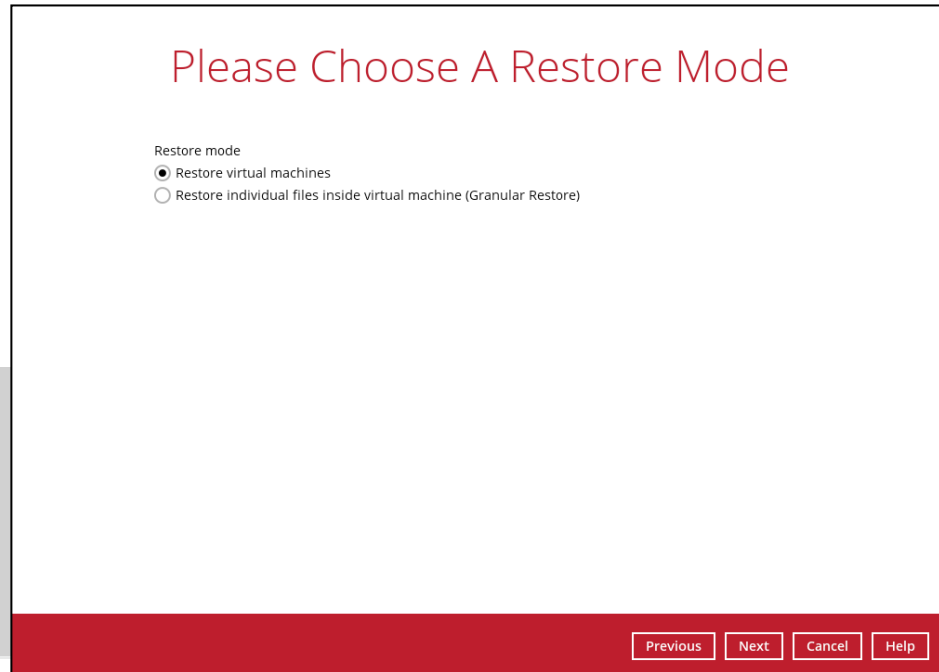 Please Choose A Restore Mode
Restore mode
Restore virtual machines
Restore individual files inside virtual machine (Granular Restore)
Previous Next Cancel Help